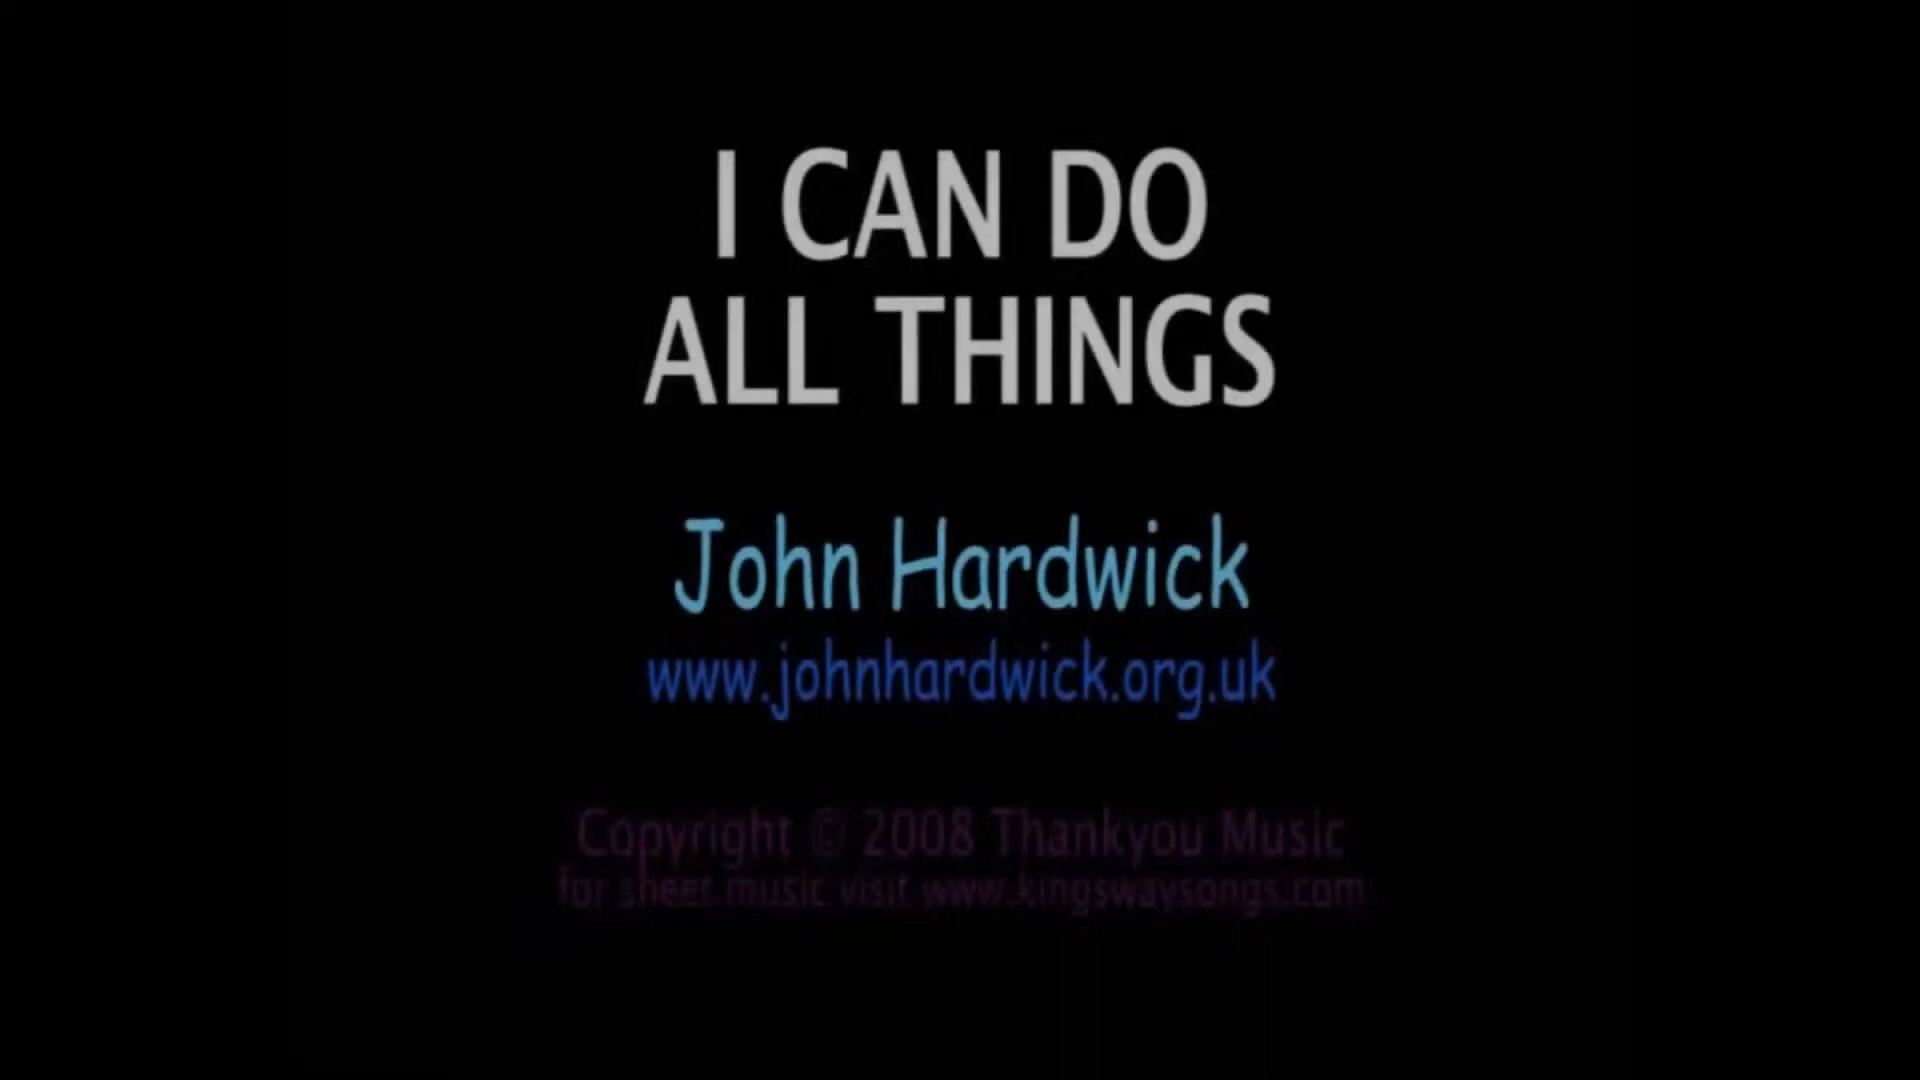 I CAN DO
ALL THINGS
John Hardwick
www.johnhardwick.org.uk
Copyright © 2008 Thankyou Music
for sheet music visit www.kingswaysongs.com